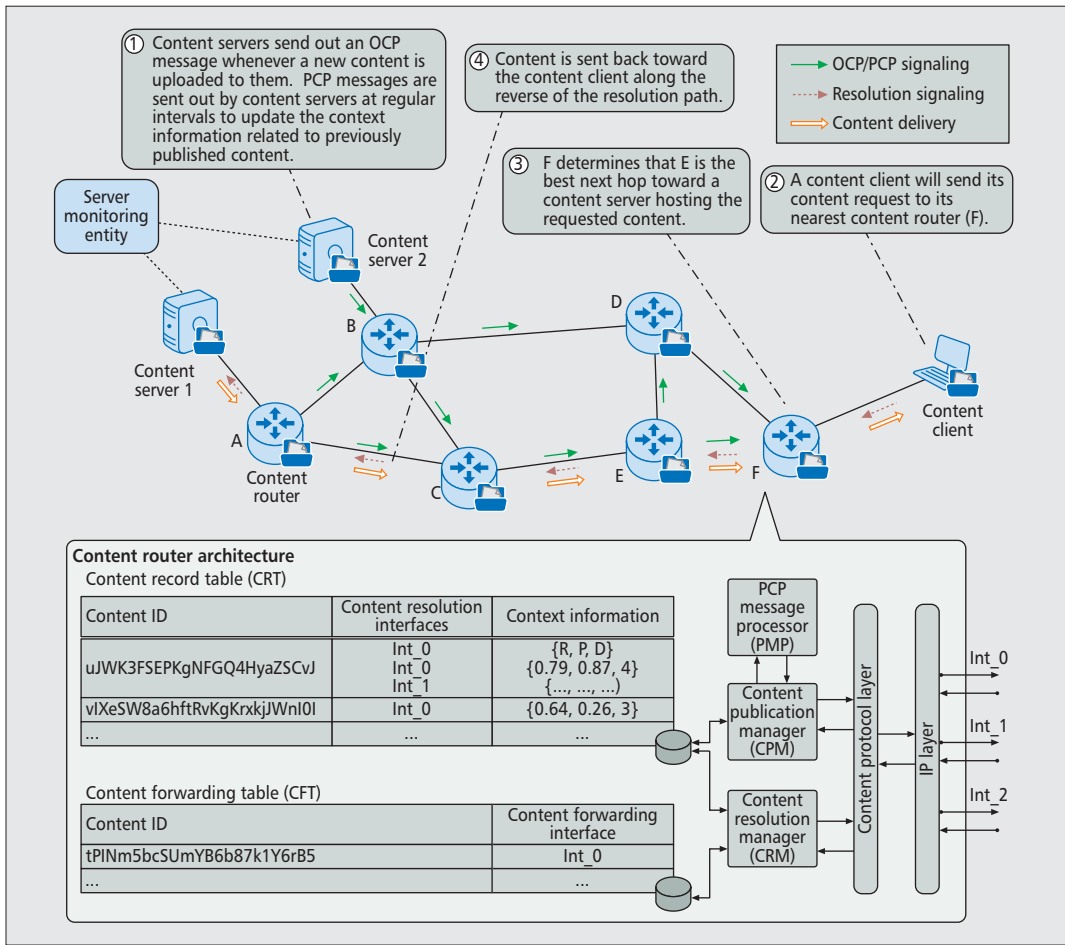 ① Content servers send out an OCP
message whenever a new content is
uploaded to them. PCP messages are
sent out by content servers at regular
intervals to update the context
information related to previously
published content.
④ Content is sent back toward
the content client along the
reverse of the resolution path.
OCP/PCP signaling
Resolution signaling
Content delivery
③ F determines that E is the
best next hop toward a
content server hosting the
requested content.
② A content client will send its
content request to its
nearest content router (F).
Server
monitoring
entity
Content
server 2
Content
server 1
B
D
A
Content
router
C
E
F
Content
client
Content router architecture
Content record table (CRT)
Content ID
Content resolution
interfaces
Context information
uJWK3FSEPKgNFGQ4HyaZSCvJ
Int_0
Int_0
Int_1
{R, P, D}
{0.79, 0.87, 4}
{..., ..., ...)
vIXeSW8a6hftRvKgKrxkjJWnI0I
Int_0
{0.64, 0.26, 3}
...
...
...
Content forwarding table (CFT)
Content ID
Content forwarding
interface
tPINm5bcSUmYB6b87k1Y6rB5
Int_0
...
...
PCP
message
processor
(PMP)
Content
publication
manager
(CPM)
Content
resolution
manager
(CRM)
Content protocol layer
IP layer
Int_0
Int_1
Int_2